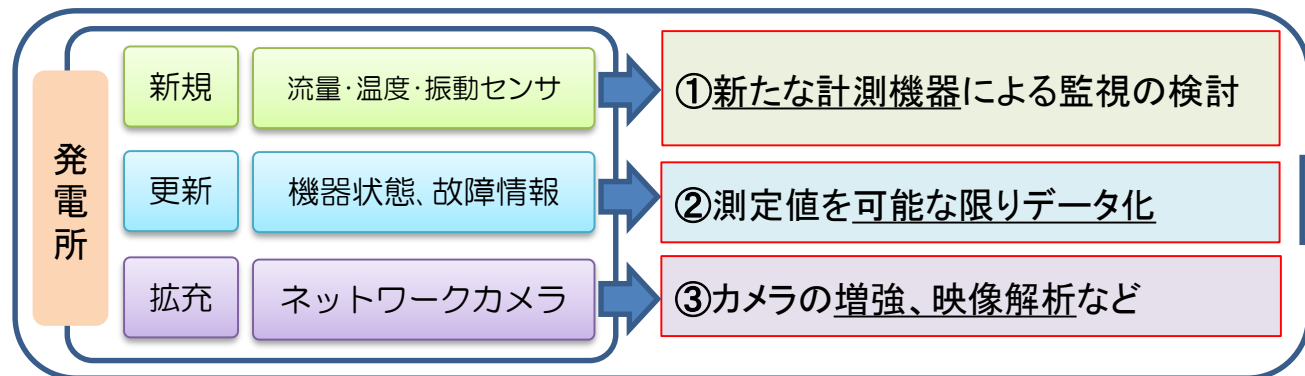 発電所
新規
流量・温度・振動センサ
①新たな計測機器による監視の検討
更新
機器状態、故障情報
②測定値を可能な限りデータ化
拡充
ネットワークカメラ
③カメラの増強、映像解析など